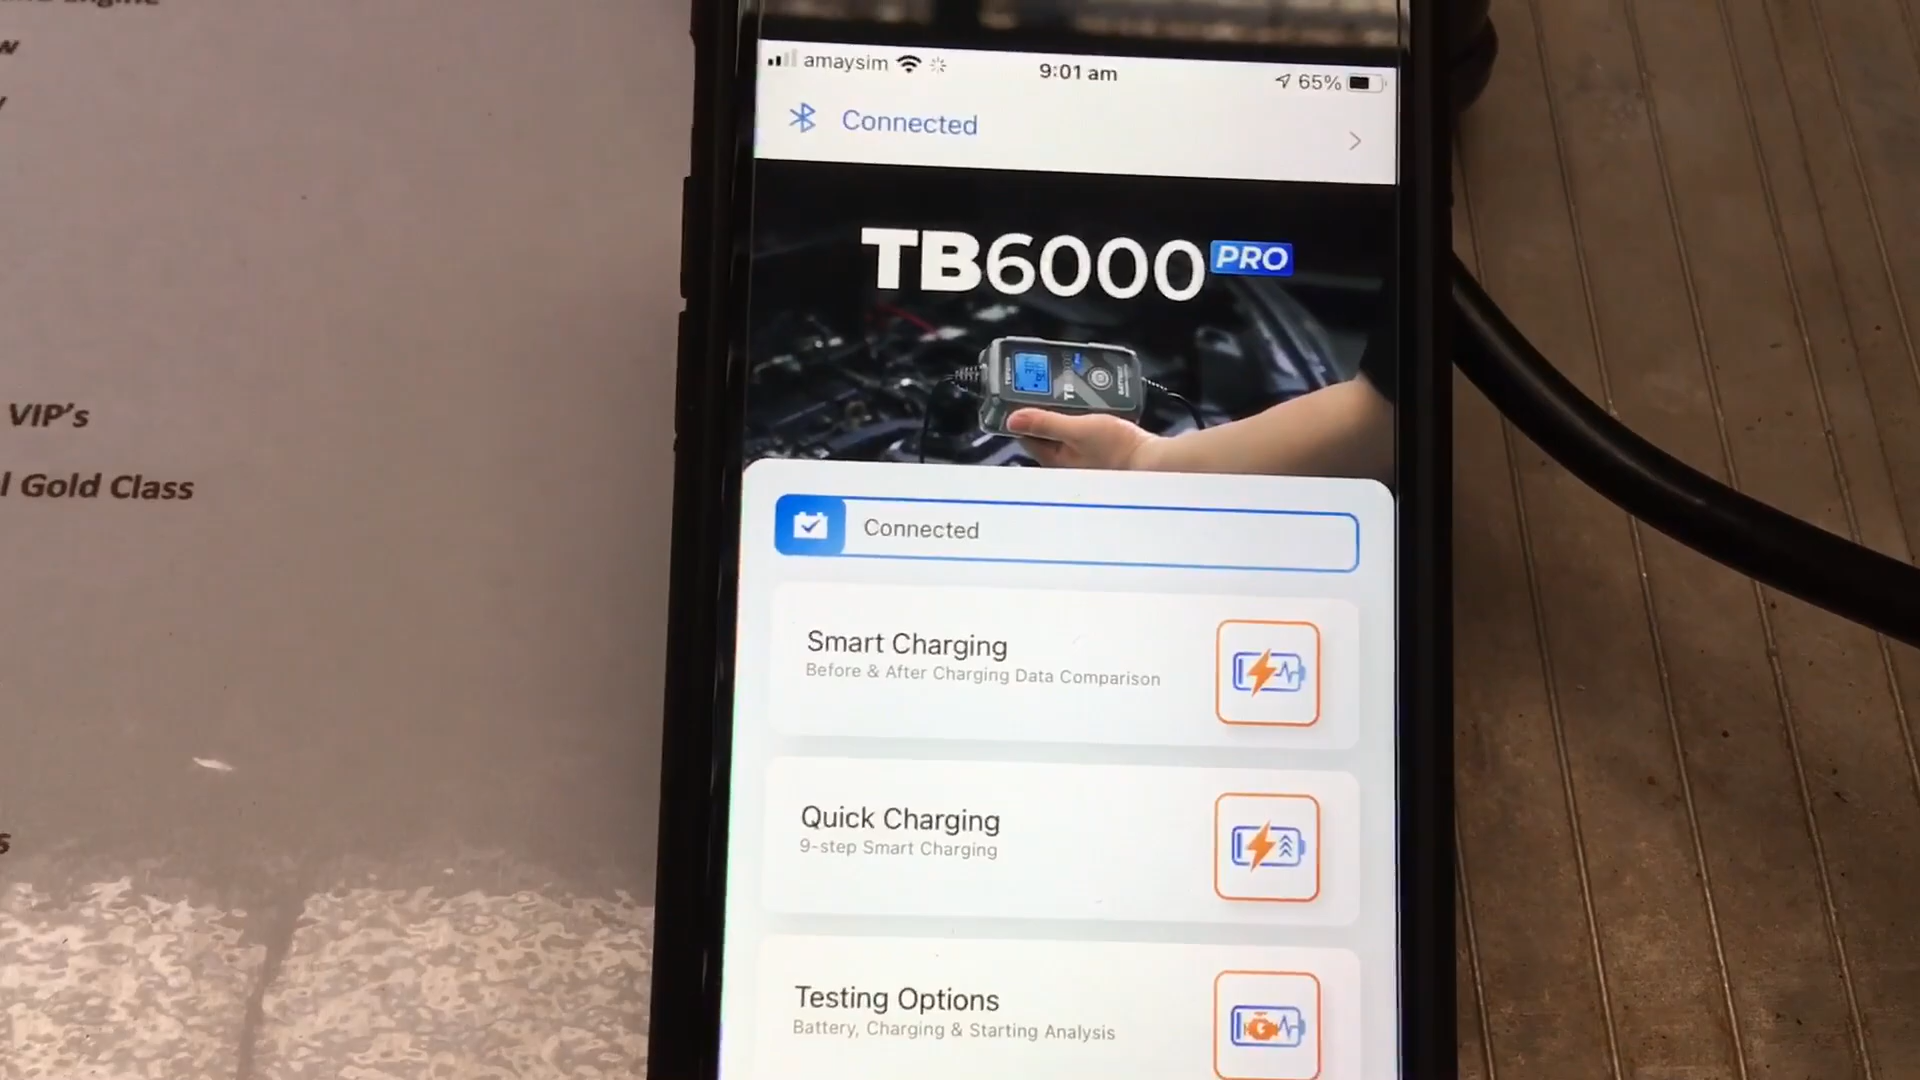 amaysim
9:01 am
65%
Connected
TB6000 PRO
Connected
Smart Charging
Before & After Charging Data Comparison
Quick Charging
9-step Smart Charging
Testing Options
Battery, Charging & Starting Analysis
VIP's
l Gold Class